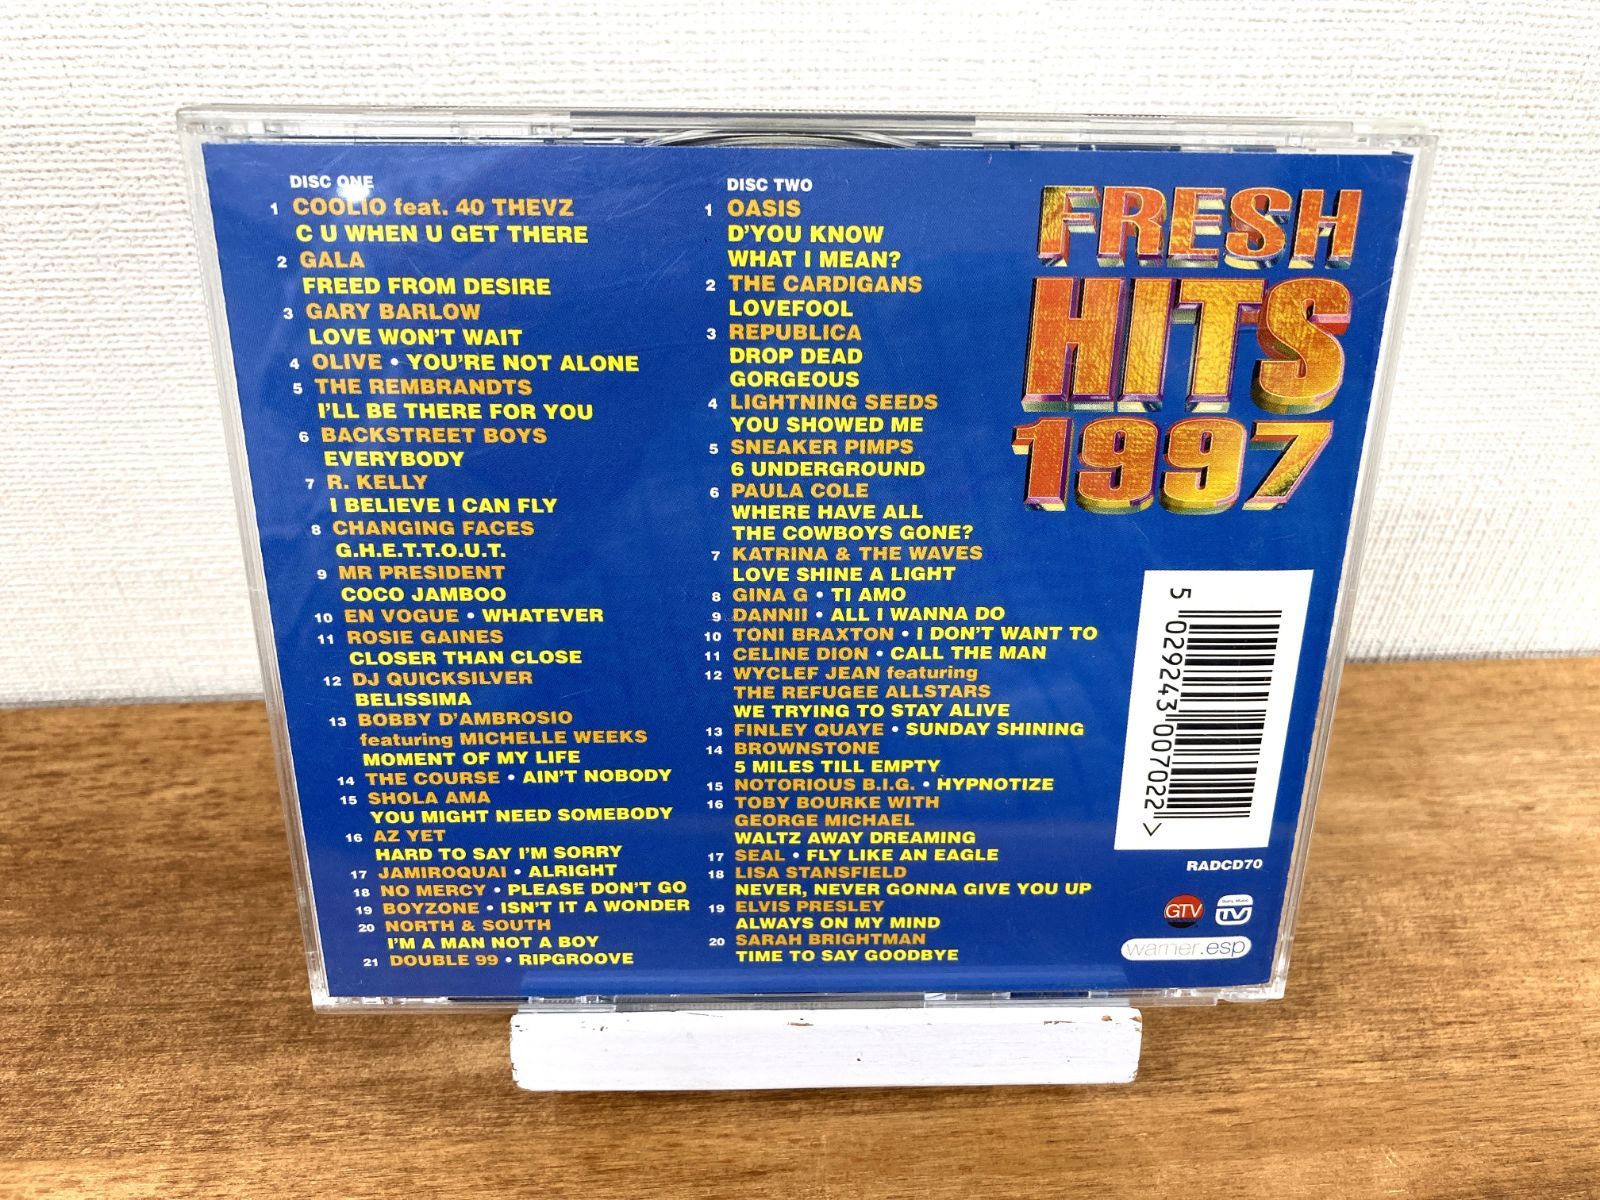 DISC ONE
1 COOLIO feat. 40 THEVZ
C U WHEN U GET THERE
2 GALA
FREED FROM DESIRE
3 GARY BARLOW
LOVE WON'T WAIT
4 OLIVE • YOU'RE NOT ALONE
5 THE REMBRANDTS
I'LL BE THERE FOR YOU
6 BACKSTREET BOYS
EVERYBODY
7 R. KELLY
I BELIEVE I CAN FLY
8 CHANGING FACES
G.H.E.T.T.O.U.T.
9 MR PRESIDENT
COCO JAMBOO
10 EN VOGUE • WHATEVER
11 ROSIE GAINES
CLOSER THAN CLOSE
12 DJ QUICKSILVER
BELISSIMA
13 BOBBY D'AMBROSIO
featuring MICHELLE WEEKS
MOMENT OF MY LIFE
14 THE COURSE • AIN'T NOBODY
15 SHOLA AMA
YOU MIGHT NEED SOMEBODY
16 AZ YET
HARD TO SAY I'M SORRY
17 JAMIROQUAI • ALRIGHT
18 NO MERCY • PLEASE DON'T GO
19 BOYZONE • ISN'T IT A WONDER
20 NORTH & SOUTH
I'M A MAN NOT A BOY
21 DOUBLE 99 • RIPGROOVE
DISC TWO
1 OASIS
D'YOU KNOW
WHAT I MEAN?
2 THE CARDIGANS
LOVEFOOL
3 REPUBLICA
DROP DEAD
GORGEOUS
4 LIGHTNING SEEDS
YOU SHOWED ME
5 SNEAKER PIMPS
6 UNDERGROUND
6 PAULA COLE
WHERE HAVE ALL
THE COWBOYS GONE?
7 KATRINA & THE WAVES
LOVE SHINE A LIGHT
8 GINA G • TI AMO
9 DANNII • ALL I WANNA DO
10 TONI BRAXTON • I DON'T WANT TO
11 CELINE DION • CALL THE MAN
12 WYCLEF JEAN featuring
THE REFUGEE ALLSTARS
WE TRYING TO STAY ALIVE
13 FINLEY QUAYE • SUNDAY SHINING
14 BROWNSTONE
5 MILES TILL EMPTY
15 NOTORIOUS B.I.G. • HYPNOTIZE
16 TOBY BOURKE WITH
GEORGE MICHAEL
WALTZ AWAY DREAMING
17 SEAL • FLY LIKE AN EAGLE
18 LISA STANSFIELD
NEVER, NEVER GONNA GIVE YOU UP
19 ELVIS PRESLEY
ALWAYS ON MY MIND
20 SARAH BRIGHTMAN
TIME TO SAY GOODBYE
FRESH
HITS
1997
5 029243 007022 >
RADCD70
GTV
Sony Music
TV
warner.esp